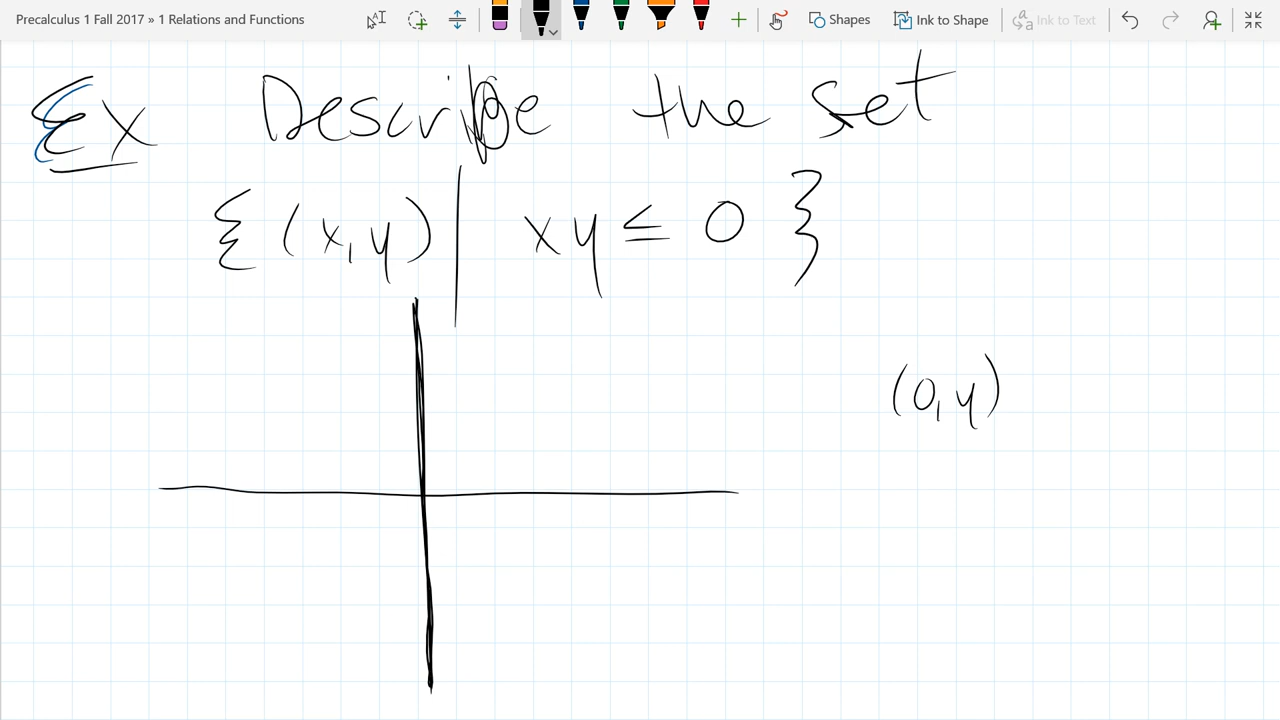 Precalculus 1 Fall 2017 » 1 Relations and Functions
Shapes
Ink to Shape
Ink to Text
Ex Describe the set
{(x,y)| xy ≤ 0}
(0,y)